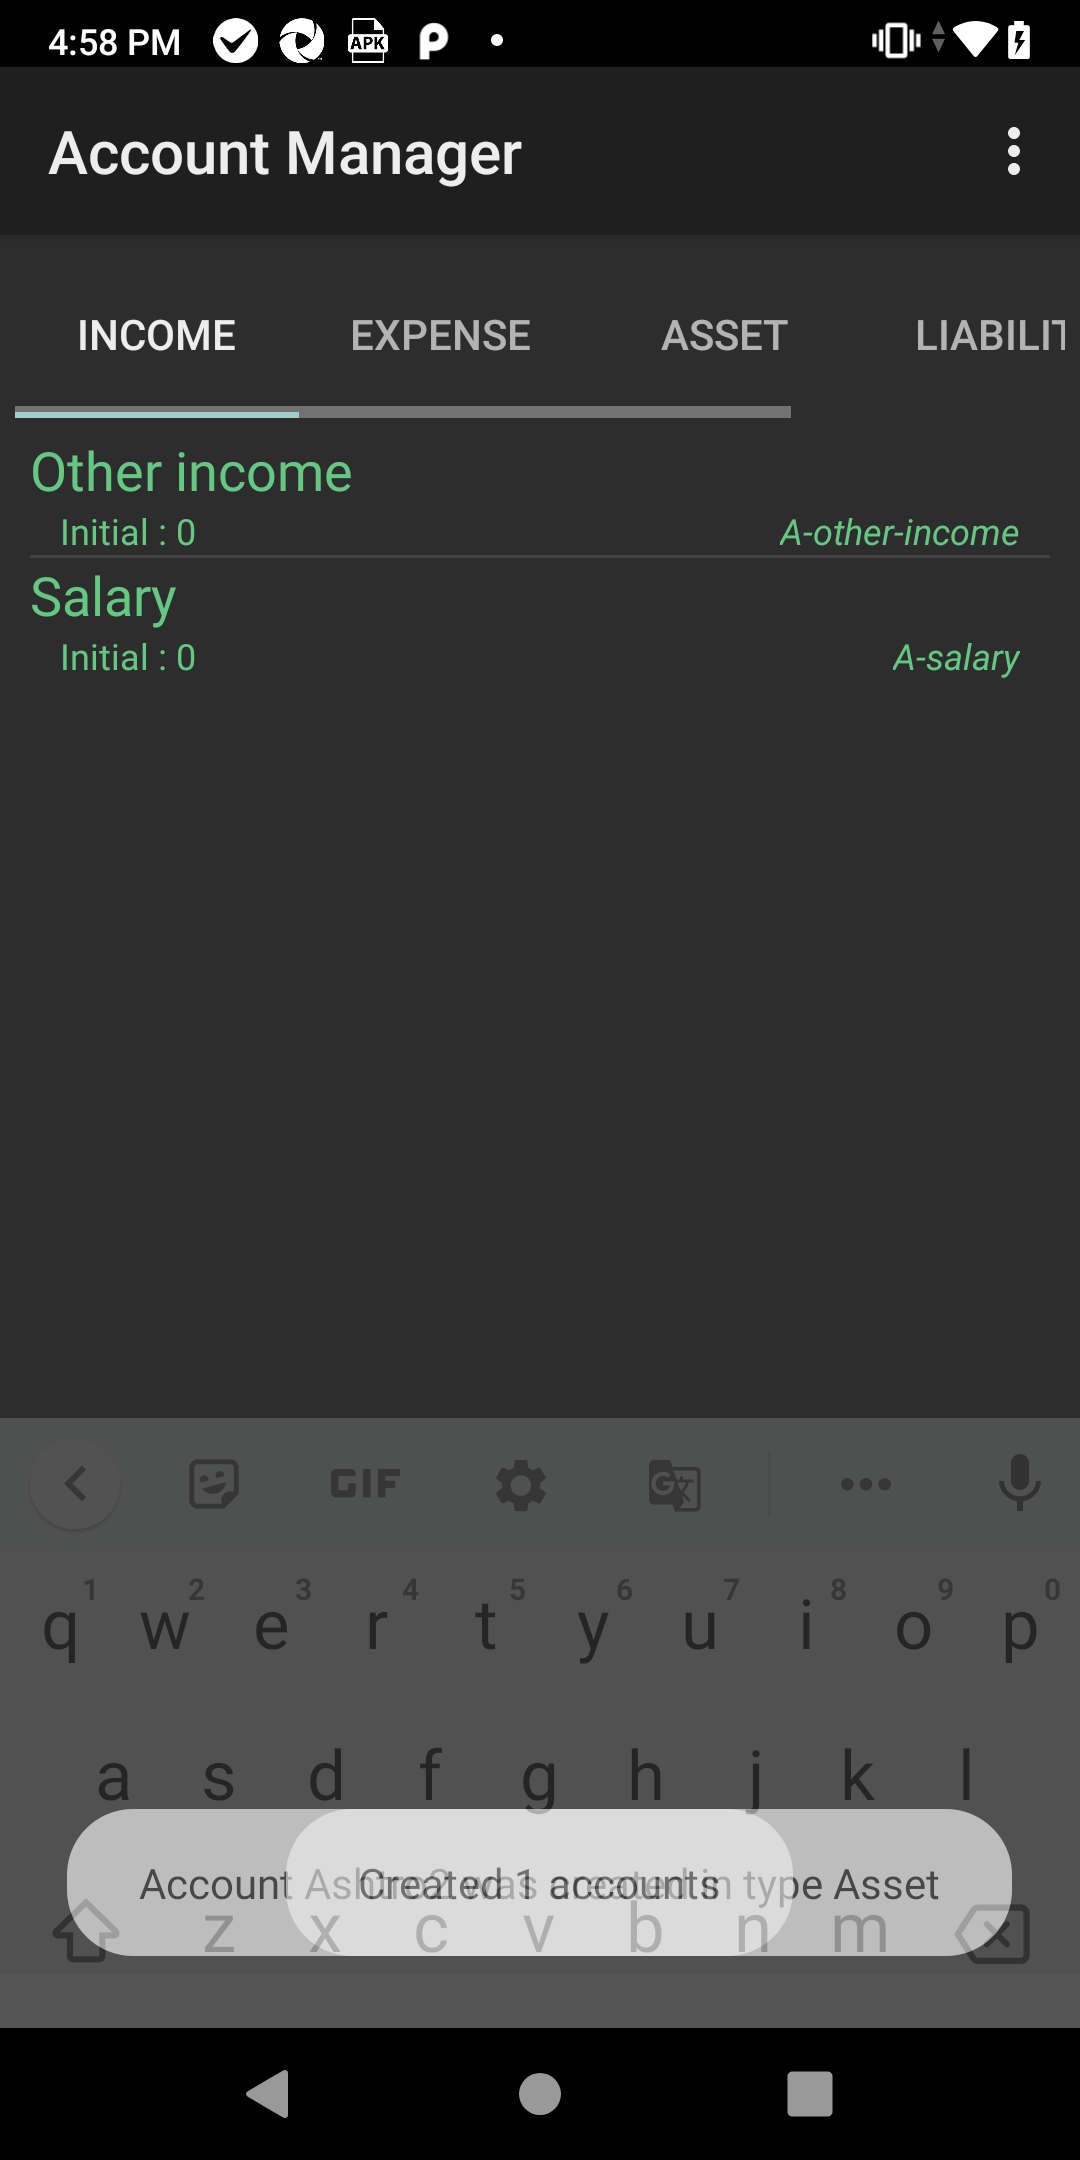 4:58 PM
Account Manager
INCOME EXPENSE ASSET LIABILIT
Other income
Initial : 0 A-other-income
Salary
Initial : 0 A-salary
GIF
1 2 3 4 5 6 7 8 9 0
q w e r t y u i o p
a s d f g h j k l
Account was created in type Asset
Created 1 accounts
z x c v b n m